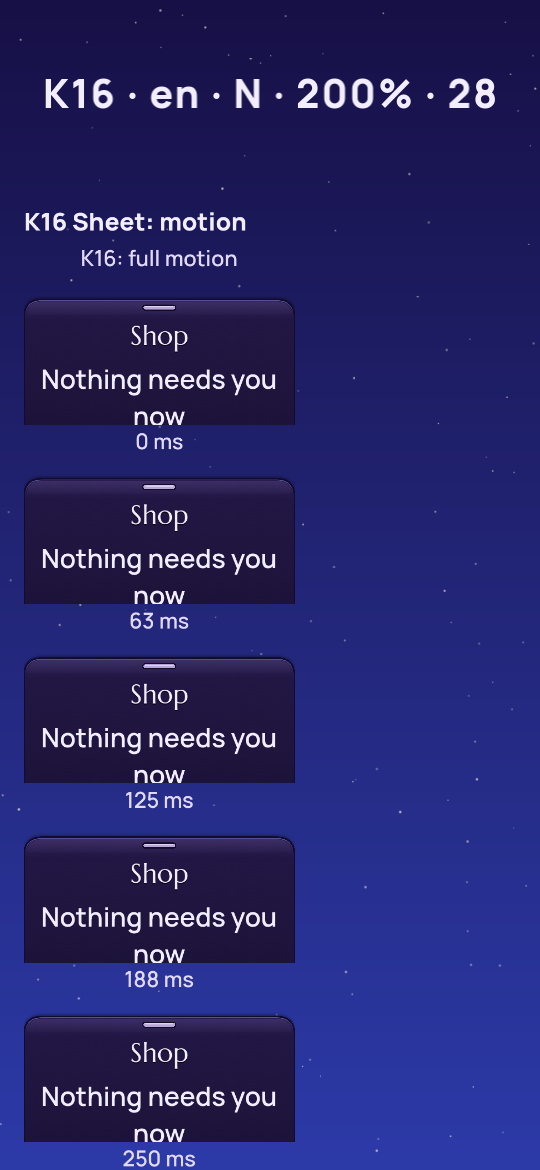 K16 · en · N · 200% · 28
K16 Sheet: motion
K16: full motion
Shop
Nothing needs you
now
0 ms
Shop
Nothing needs you
now
63 ms
Shop
Nothing needs you
now
125 ms
Shop
Nothing needs you
now
188 ms
Shop
Nothing needs you
now
250 ms